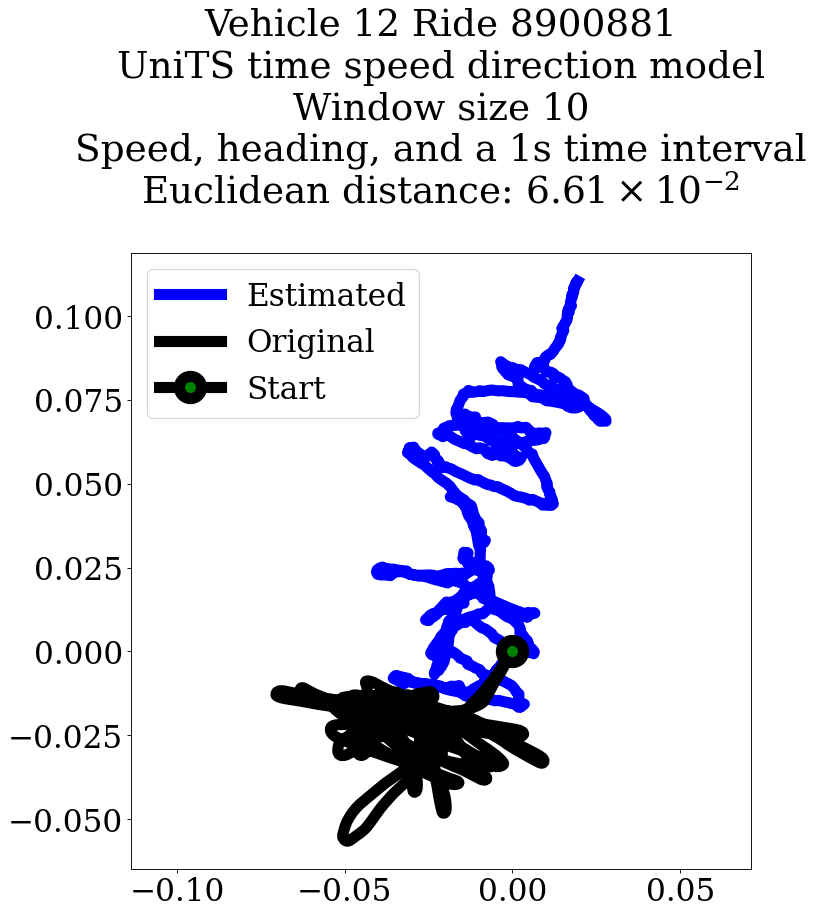 Vehicle 12 Ride 8900881
UniTS time speed direction model
Window size 10
Speed, heading, and a 1s time interval
Euclidean distance: 6.61 × 10⁻²
Estimated
Original
Start
0.100
0.075
0.050
0.025
0.000
−0.025
−0.050
−0.10
−0.05
0.00
0.05